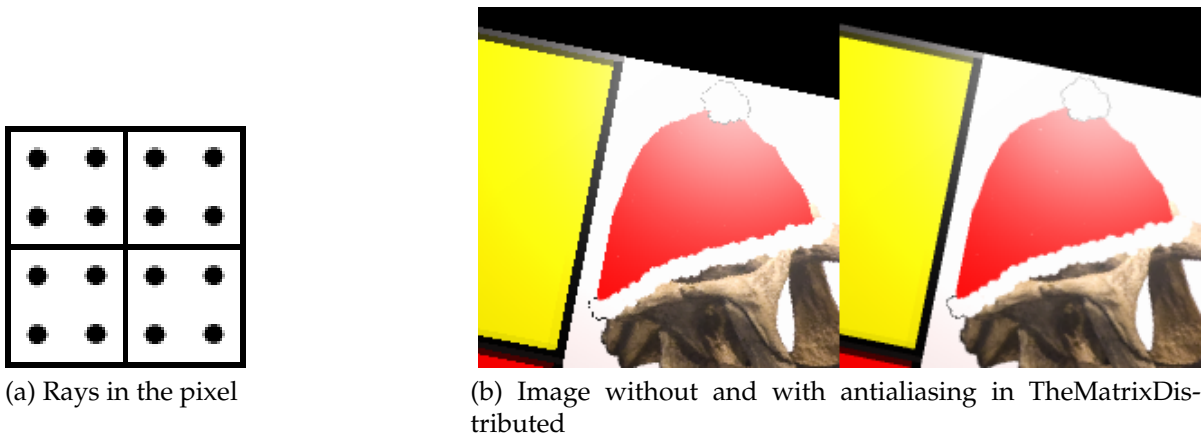 (a) Rays in the pixel
(b) Image without and with antialiasing in TheMatrixDis-
tributed